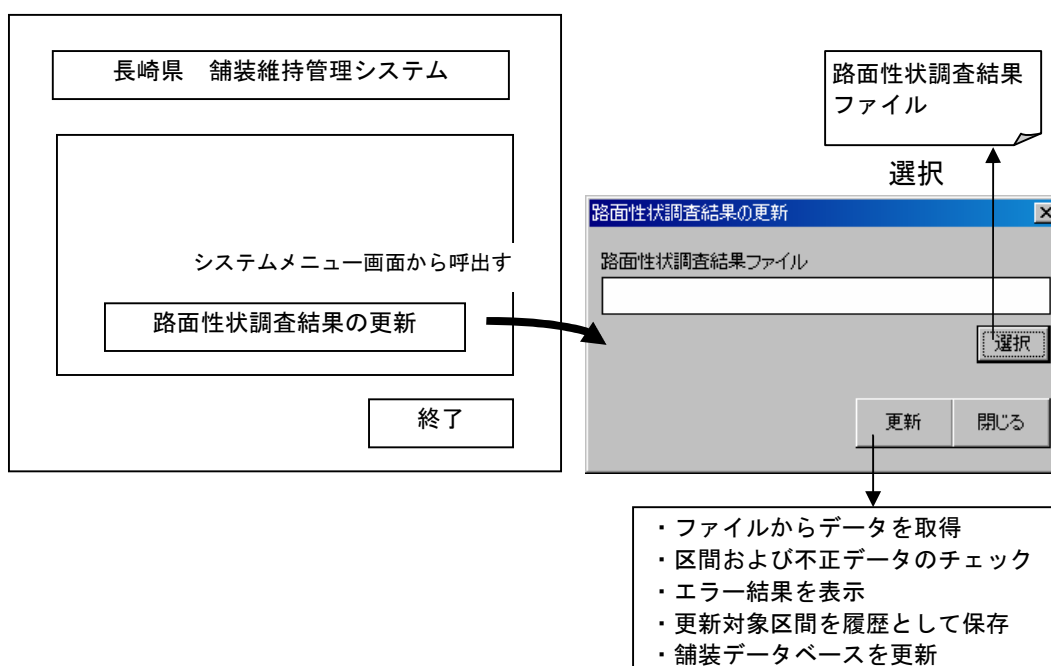 長崎県 舗装維持管理システム
システムメニュー画面から呼出す
路面性状調査結果の更新
終了
路面性状調査結果
ファイル
選択
路面性状調査結果の更新
路面性状調査結果ファイル
選択
更新
閉じる
・ファイルからデータを取得
・区間および不正データのチェック
・エラー結果を表示
・更新対象区間を履歴として保存
・舗装データベースを更新